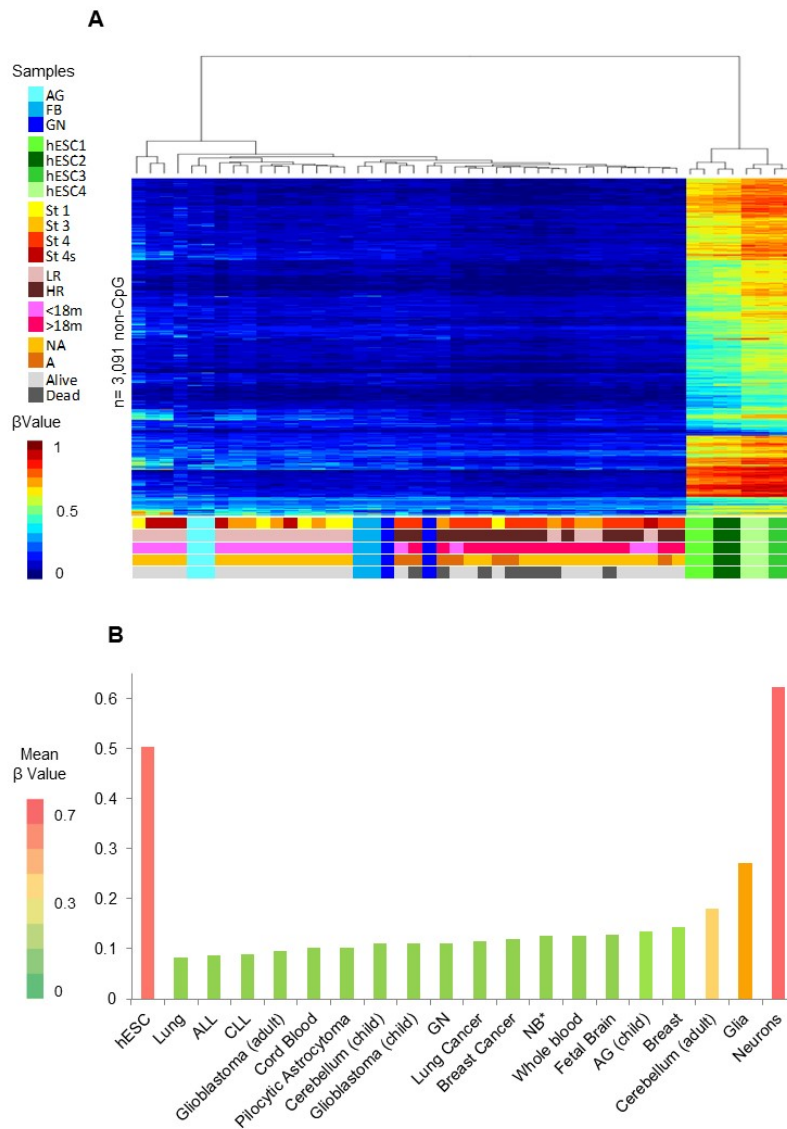 A
Samples
AG
FB
GN
hESC1
hESC2
hESC3
hESC4
St 1
St 3
St 4
St 4s
LR
HR
<18m
>18m
NA
A
Alive
Dead
βValue
1
0.5
0
n= 3,091 non-CpG
B
Mean
β Value
0.7
0.3
0
0.6
0.5
0.4
0.3
0.2
0.1
0
hESC
Lung
ALL
CLL
Glioblastoma (adult)
Cord Blood
Pilocytic Astrocytoma
Cerebellum (child)
Glioblastoma (child)
GN
Lung Cancer
Breast Cancer
NB*
Whole blood
Fetal Brain
AG (child)
Breast
Cerebellum (adult)
Glia
Neurons